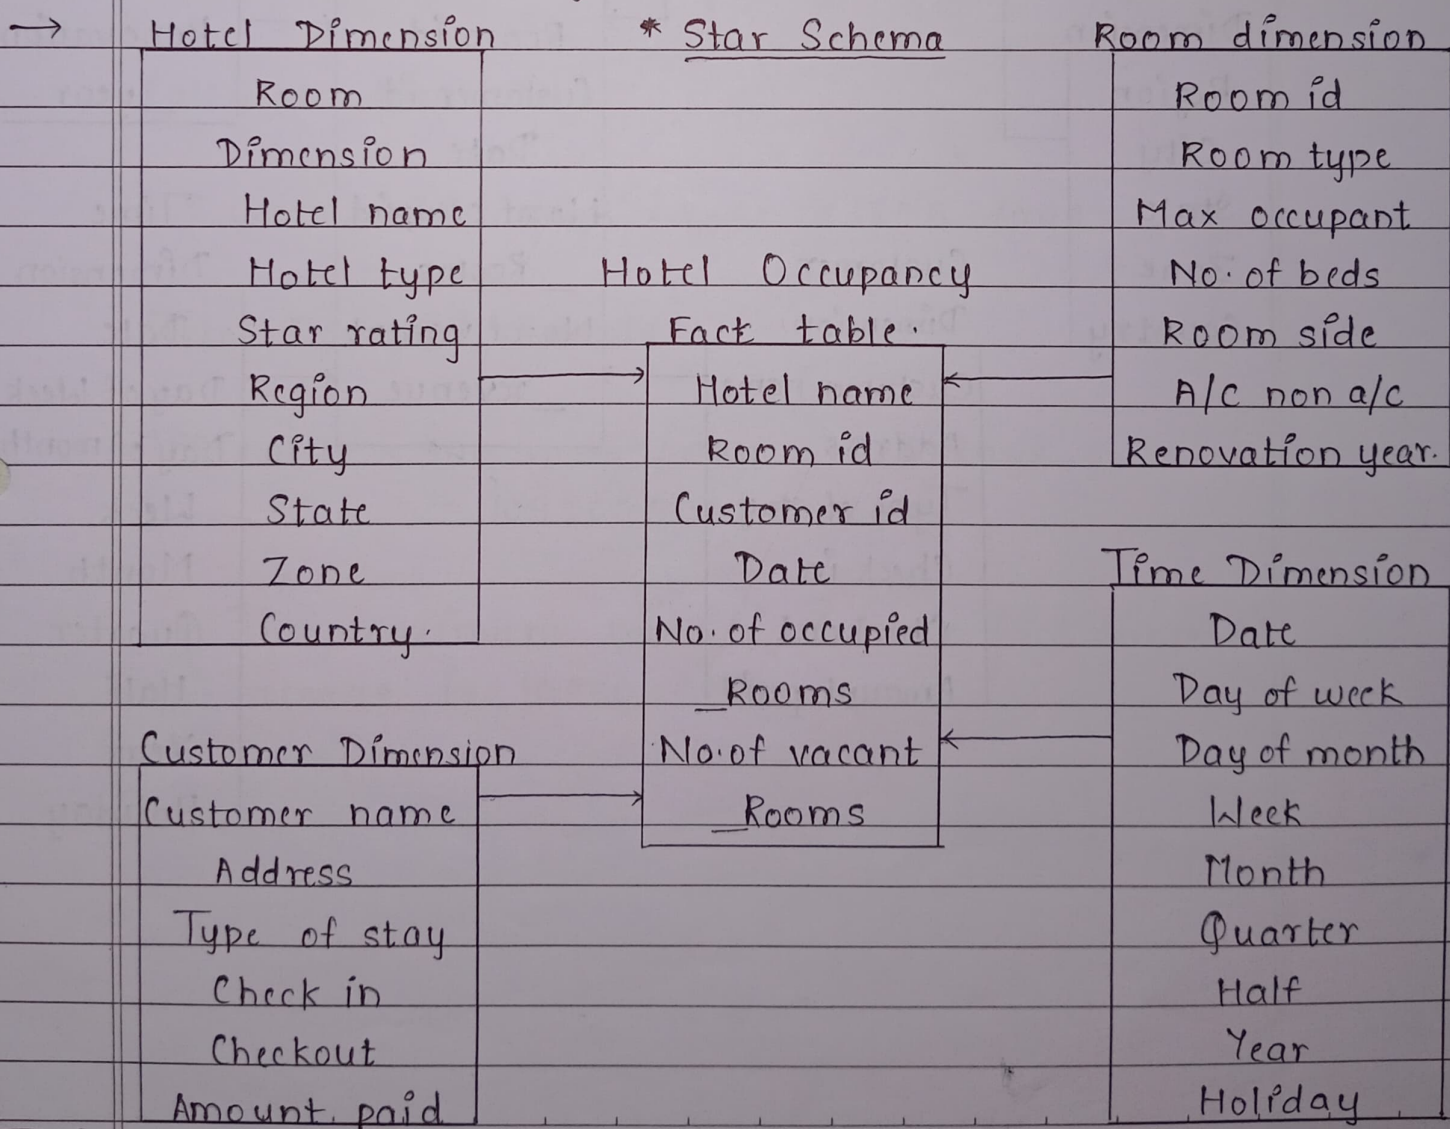 → Hotel Dimension
Room
Dimension
Hotel name
Hotel type
Star rating
Region
City
State
Zone
Country.
* Star Schema
Hotel Occupancy
Fact table.
Hotel name
Room id
Customer id
Date
No. of occupied
_Rooms
No. of vacant
_Rooms
Room dimension
Room id
Room type
Max occupant
No. of beds
Room side
A/C non a/c
Renovation year.
Customer Dimension
Customer name
Address
Type of stay
Check in
Checkout
Amount paid
Time Dimension
Date
Day of week
Day of month
Week
Month
Quarter
Half
Year
Holiday